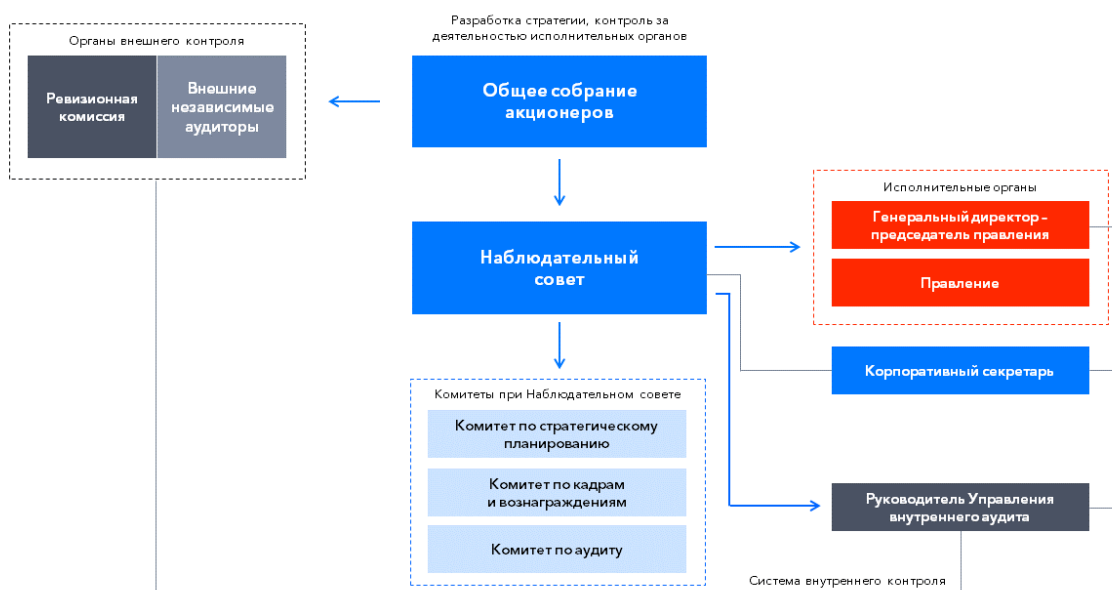 Органы внешнего контроля
Ревизионная
комиссия
Внешние
независимые
аудиторы
Разработка стратегии, контроль за
деятельностью исполнительных органов
Общее собрание
акционеров
Наблюдательный
совет
Исполнительные органы
Генеральный директор –
председатель правления
Правление
Корпоративный секретарь
Комитеты при Наблюдательном совете
Комитет по стратегическому
планированию
Комитет по кадрам
и вознаграждениям
Комитет по аудиту
Руководитель Управления
внутреннего аудита
Система внутреннего контроля